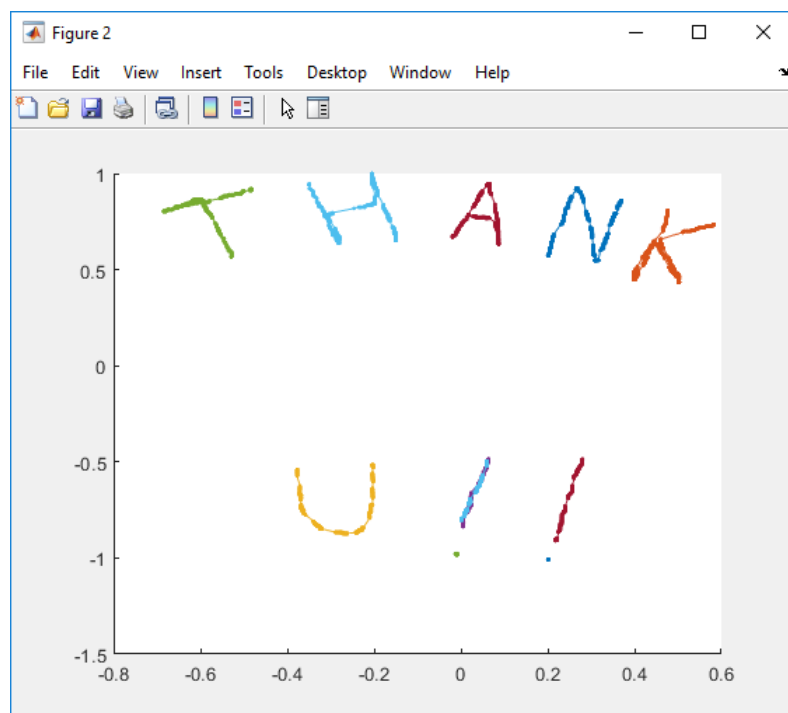 Figure 2
File Edit View Insert Tools Desktop Window Help
1
THANK
0.5
0
-0.5
U !!
-1
-1.5
-0.8 -0.6 -0.4 -0.2 0 0.2 0.4 0.6